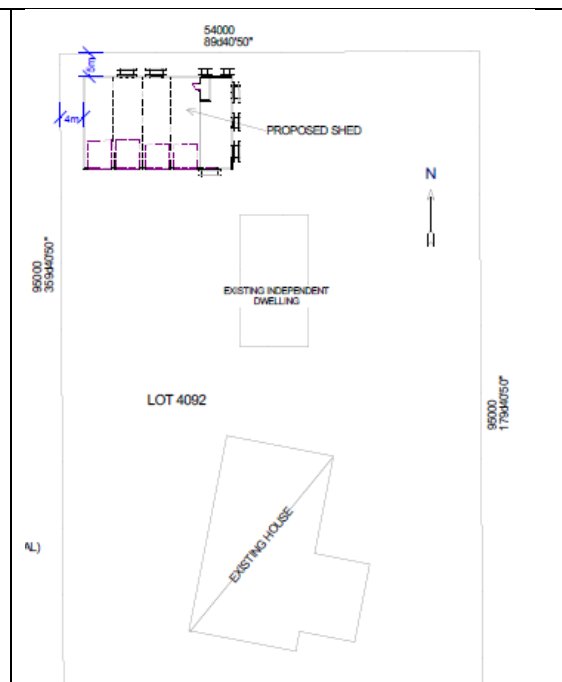 54000
89d40'50"
5m
4m
PROPOSED SHED
N
95000
359d40'50"
EXISTING INDEPENDENT
DWELLING
LOT 4092
95000
179d40'50"
EXISTING HOUSE